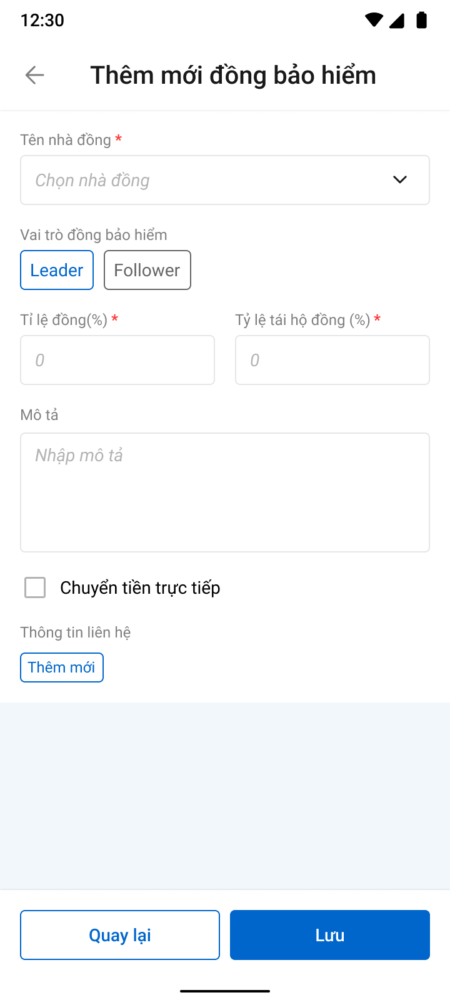 12:30
Thêm mới đồng bảo hiểm
Tên nhà đồng *
Chọn nhà đồng
Vai trò đồng bảo hiểm
Leader Follower
Tỉ lệ đồng(%) * Tỷ lệ tái hộ đồng (%) *
0 0
Mô tả
Nhập mô tả
Chuyển tiền trực tiếp
Thông tin liên hệ
Thêm mới
Quay lại Lưu